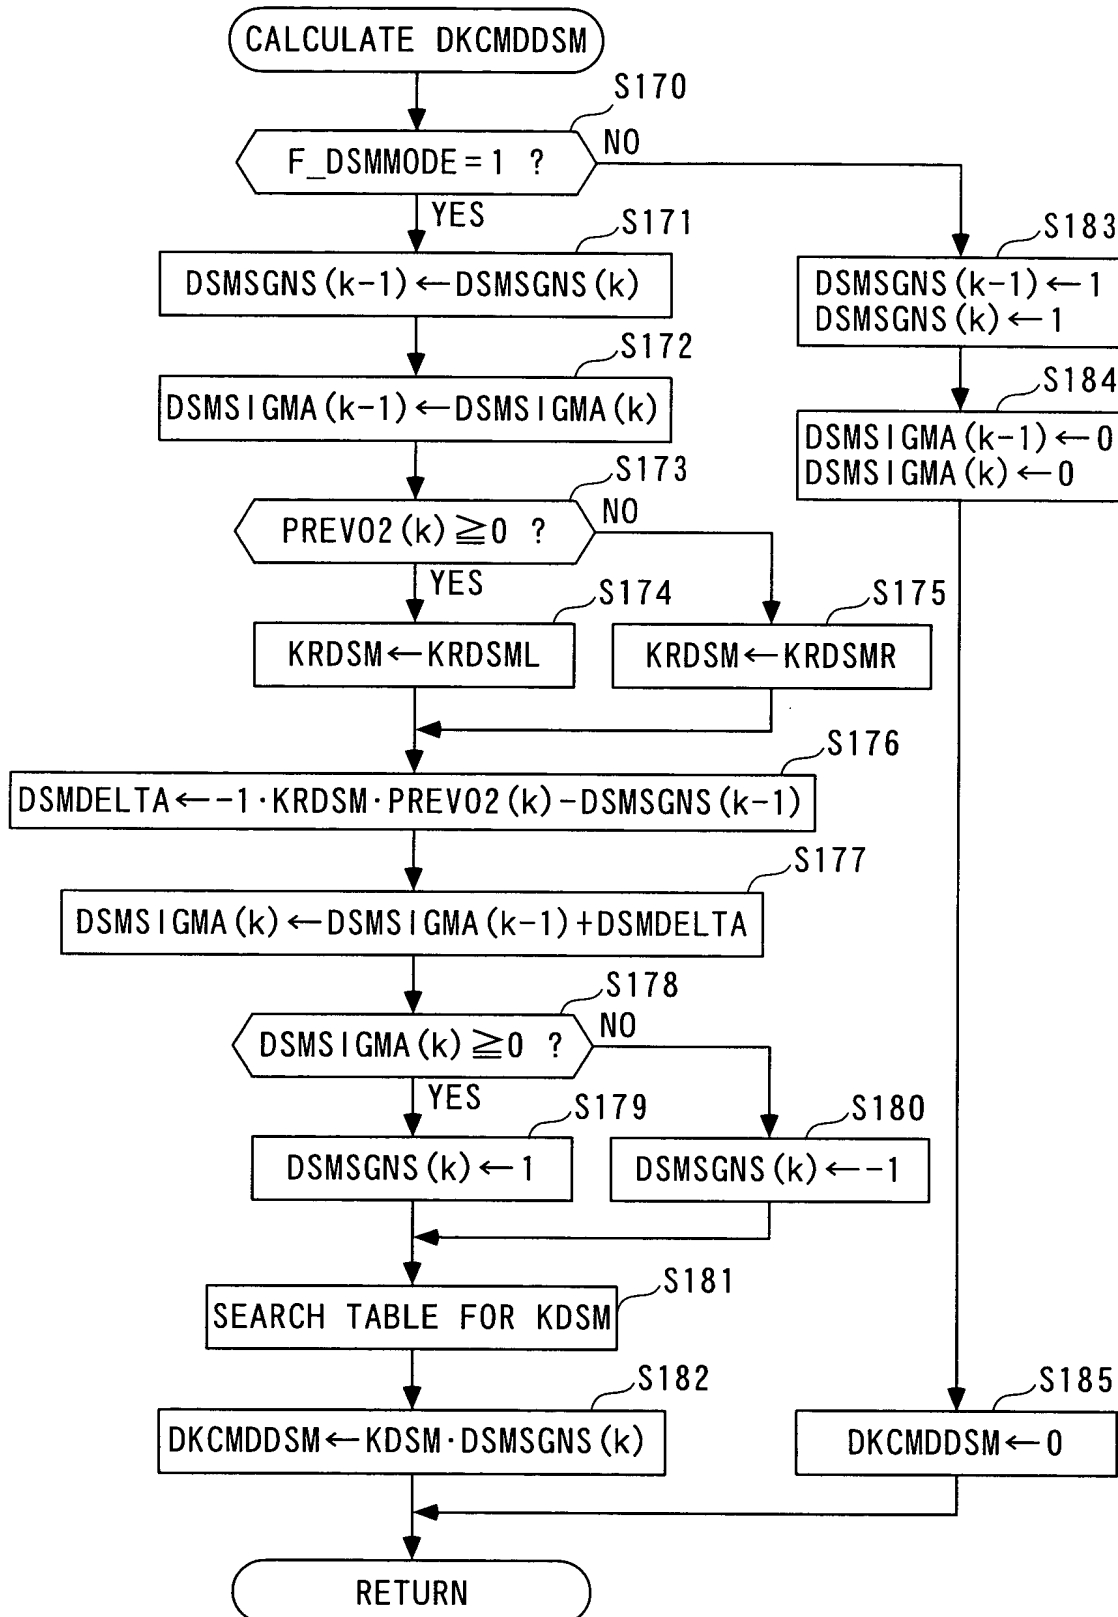 CALCULATE DKCMDDSM
S170
F_DSMMODE=1 ?
NO
YES
S171
DSMSGNS(k-1)←DSMSGNS(k)
S183
DSMSGNS(k-1)←1
DSMSGNS(k)←1
S172
DSMSIGMA(k-1)←DSMSIGMA(k)
S184
DSMSIGMA(k-1)←0
DSMSIGMA(k)←0
S173
PREVO2(k)≧0 ?
NO
YES
S174
KRDSM←KRDSML
S175
KRDSM←KRDSMR
S176
DSMDELTA←-1·KRDSM·PREVO2(k)-DSMSGNS(k-1)
S177
DSMSIGMA(k)←DSMSIGMA(k-1)+DSMDELTA
S178
DSMSIGMA(k)≧0 ?
NO
YES
S179
DSMSGNS(k)←1
S180
DSMSGNS(k)←-1
S181
SEARCH TABLE FOR KDSM
S182
DKCMDDSM←KDSM·DSMSGNS(k)
S185
DKCMDDSM←0
RETURN